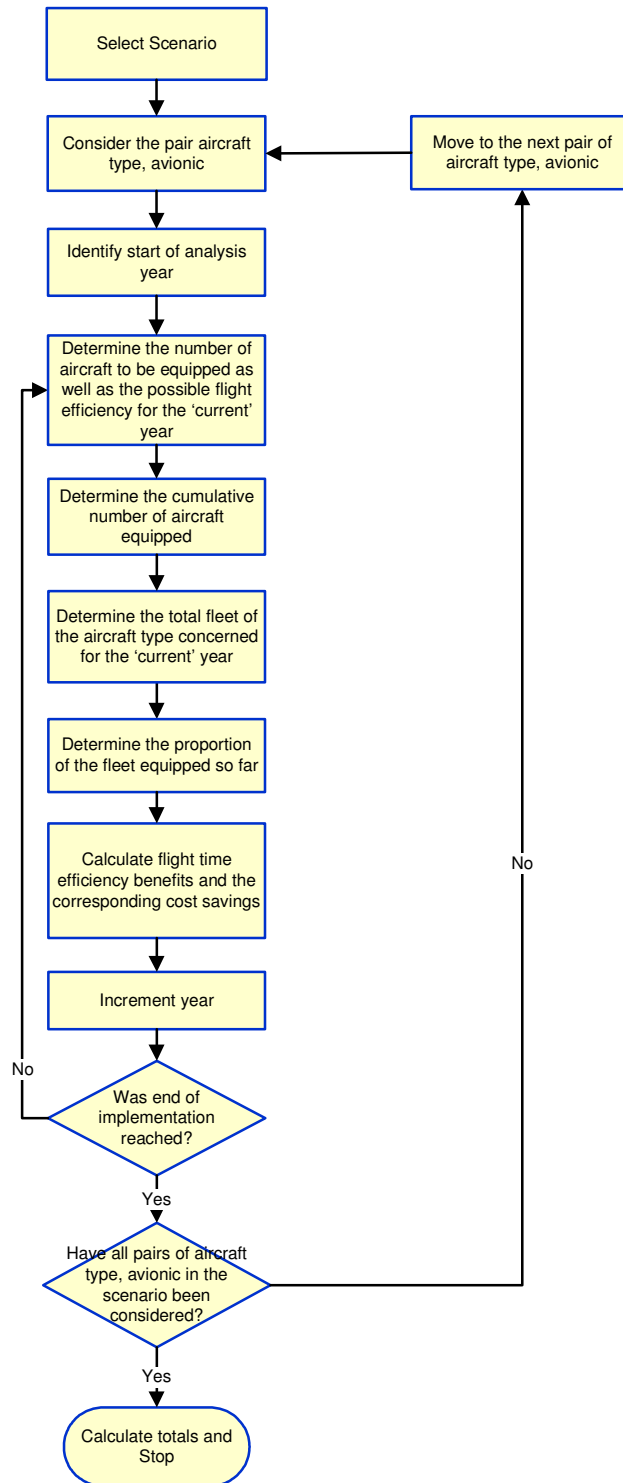 Select Scenario
Consider the pair aircraft
type, avionic
Move to the next pair of
aircraft type, avionic
Identify start of analysis
year
Determine the number of
aircraft to be equipped as
well as the possible flight
efficiency for the ‘current’
year
Determine the cumulative
number of aircraft
equipped
Determine the total fleet of
the aircraft type concerned
for the ‘current’ year
Determine the proportion
of the fleet equipped so far
Calculate flight time
efficiency benefits and the
corresponding cost savings
No
Increment year
No
Was end of
implementation
reached?
Yes
Have all pairs of aircraft
type, avionic in the
scenario been
considered?
Yes
Calculate totals and
Stop